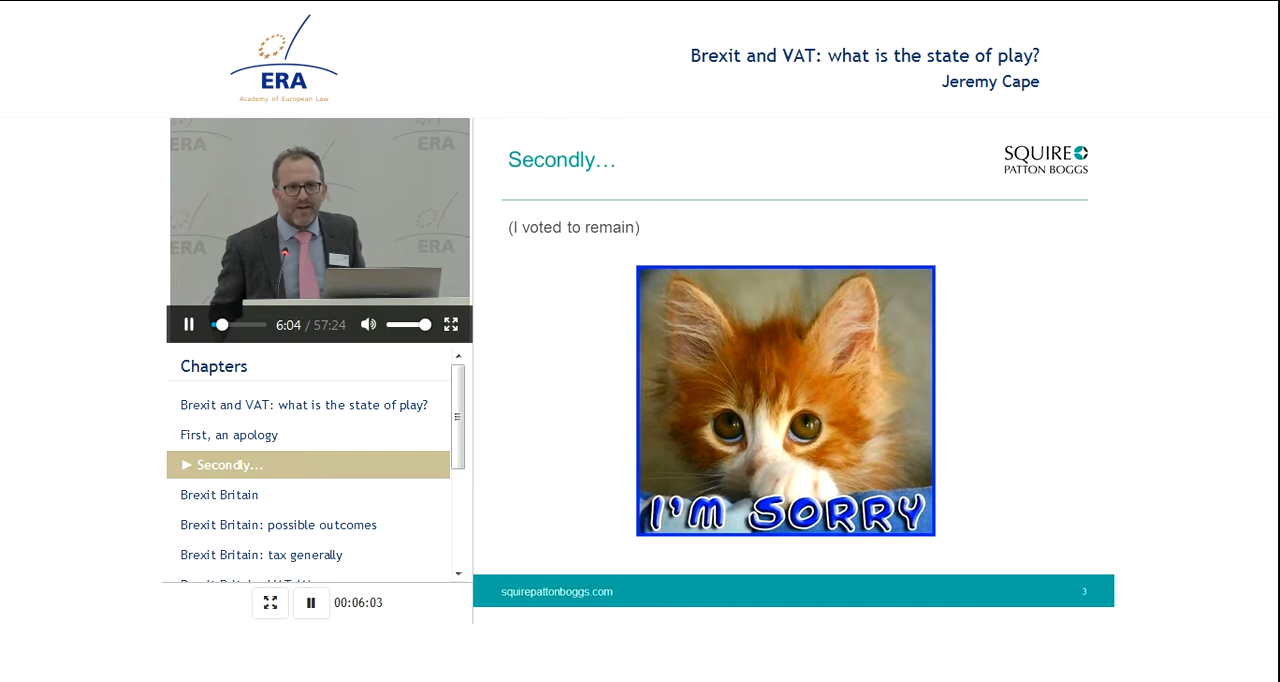 ERA
Academy of European Law
Brexit and VAT: what is the state of play?
Jeremy Cape
ERA
ERA
ERA
ERA
6:04 / 57:24
Chapters
Brexit and VAT: what is the state of play?
First, an apology
► Secondly...
Brexit Britain
Brexit Britain: possible outcomes
Brexit Britain: tax generally
00:06:03
Secondly…
SQUIRE
PATTON BOGGS
(I voted to remain)
I'M SORRY
squirepattonboggs.com
3